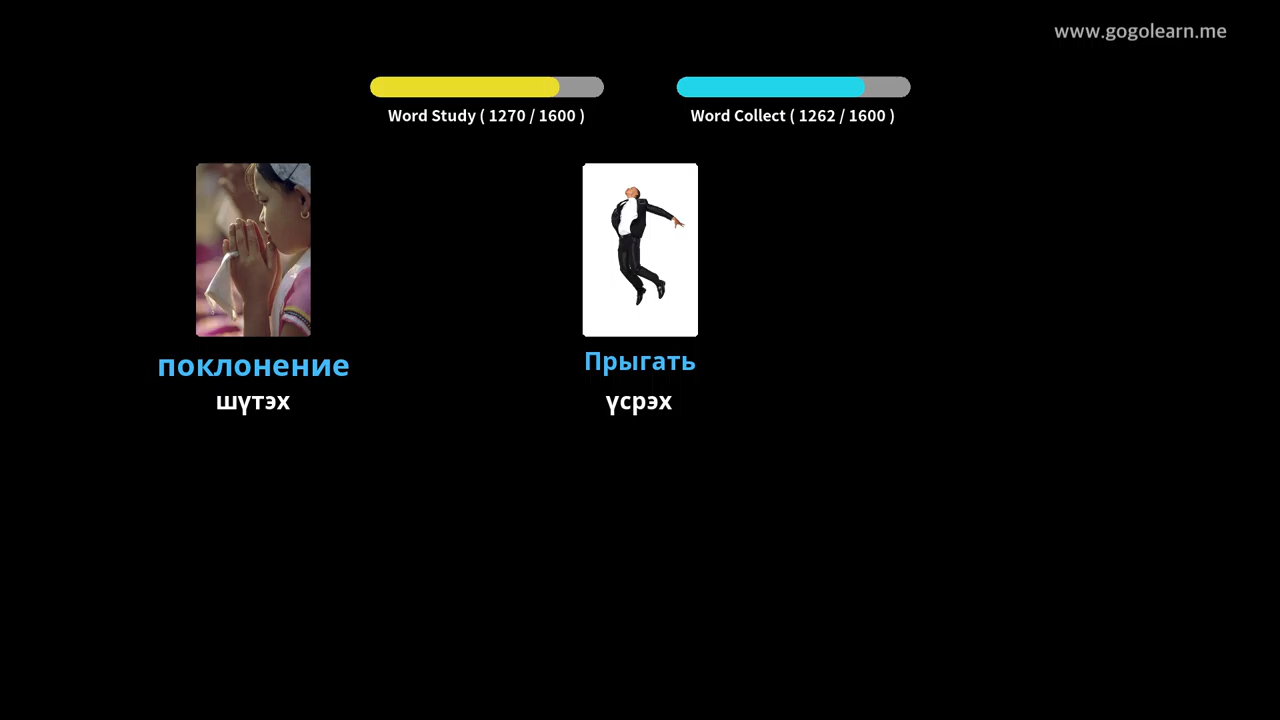 www.gogolearn.me
Word Study ( 1270 / 1600 )
Word Collect ( 1262 / 1600 )
поклонение
шүтэх
Прыгать
үсрэх